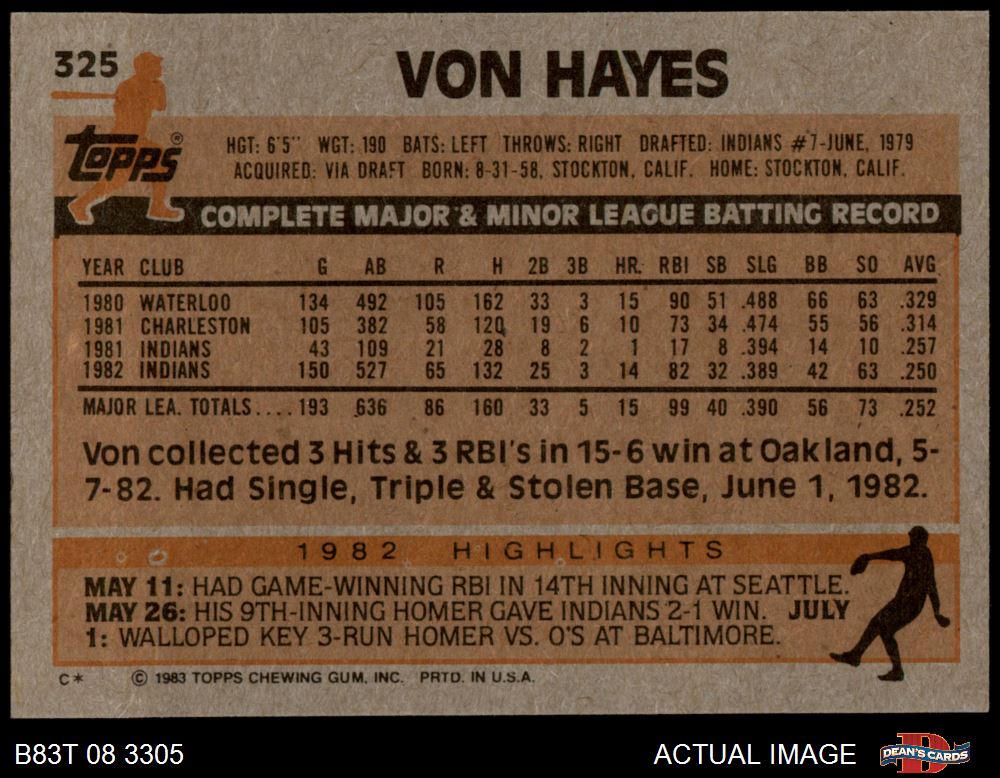 325
VON HAYES
Topps®
HGT: 6'5" WGT: 190 BATS: LEFT THROWS: RIGHT DRAFTED: INDIANS #7-JUNE, 1979
ACQUIRED: VIA DRAFT BORN: 8-31-58, STOCKTON, CALIF. HOME: STOCKTON, CALIF.
COMPLETE MAJOR & MINOR LEAGUE BATTING RECORD
YEAR CLUB G AB R H 2B 3B HR. RBI SB SLG BB SO AVG.
1980 WATERLOO 134 492 105 162 33 3 15 90 51 .488 66 63 .329
1981 CHARLESTON 105 382 58 120 19 6 10 73 34 .474 55 56 .314
1981 INDIANS 43 109 21 28 8 2 1 17 8 .394 14 10 .257
1982 INDIANS 150 527 65 132 25 3 14 82 32 .389 42 63 .250
MAJOR LEA. TOTALS.... 193 636 86 160 33 5 15 99 40 .390 56 73 .252
Von collected 3 Hits & 3 RBI's in 15-6 win at Oakland, 5-
7-82. Had Single, Triple & Stolen Base, June 1, 1982.
1982 HIGHLIGHTS
MAY 11: HAD GAME-WINNING RBI IN 14TH INNING AT SEATTLE.
MAY 26: HIS 9TH-INNING HOMER GAVE INDIANS 2-1 WIN. JULY
1: WALLOPED KEY 3-RUN HOMER VS. O'S AT BALTIMORE.
C* © 1983 TOPPS CHEWING GUM, INC. PRTD. IN U.S.A.
B83T 08 3305 ACTUAL IMAGE D DEAN'S CARDS